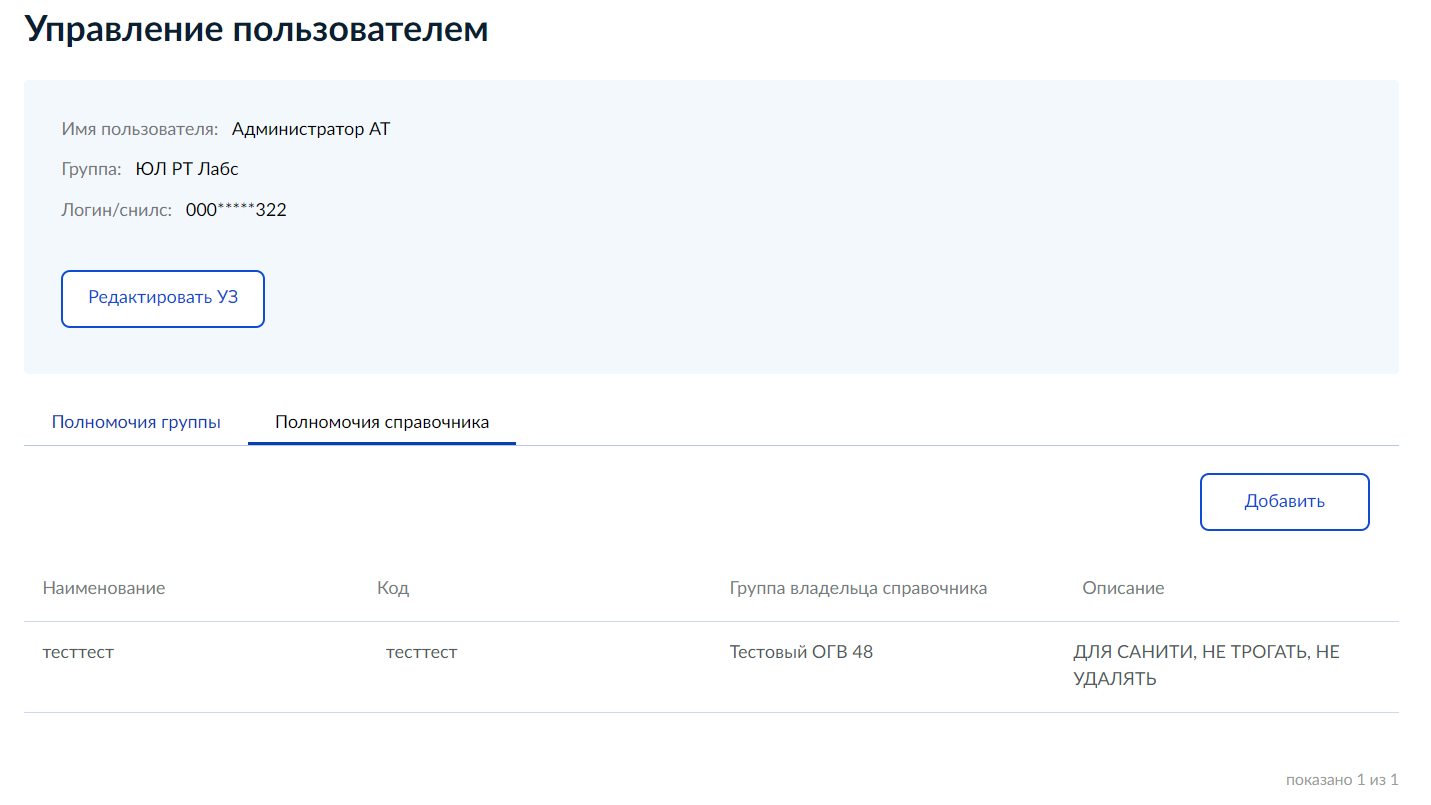 Управление пользователем
Имя пользователя: Администратор АТ
Группа: ЮЛ РТ Лабс
Логин/снилс: 000*****322
Редактировать УЗ
Полномочия группы Полномочия справочника
Добавить
Наименование Код Группа владельца справочника Описание
тесттест тесттест Тестовый ОГВ 48 ДЛЯ САНИТИ, НЕ ТРОГАТЬ, НЕ
УДАЛЯТЬ
показано 1 из 1